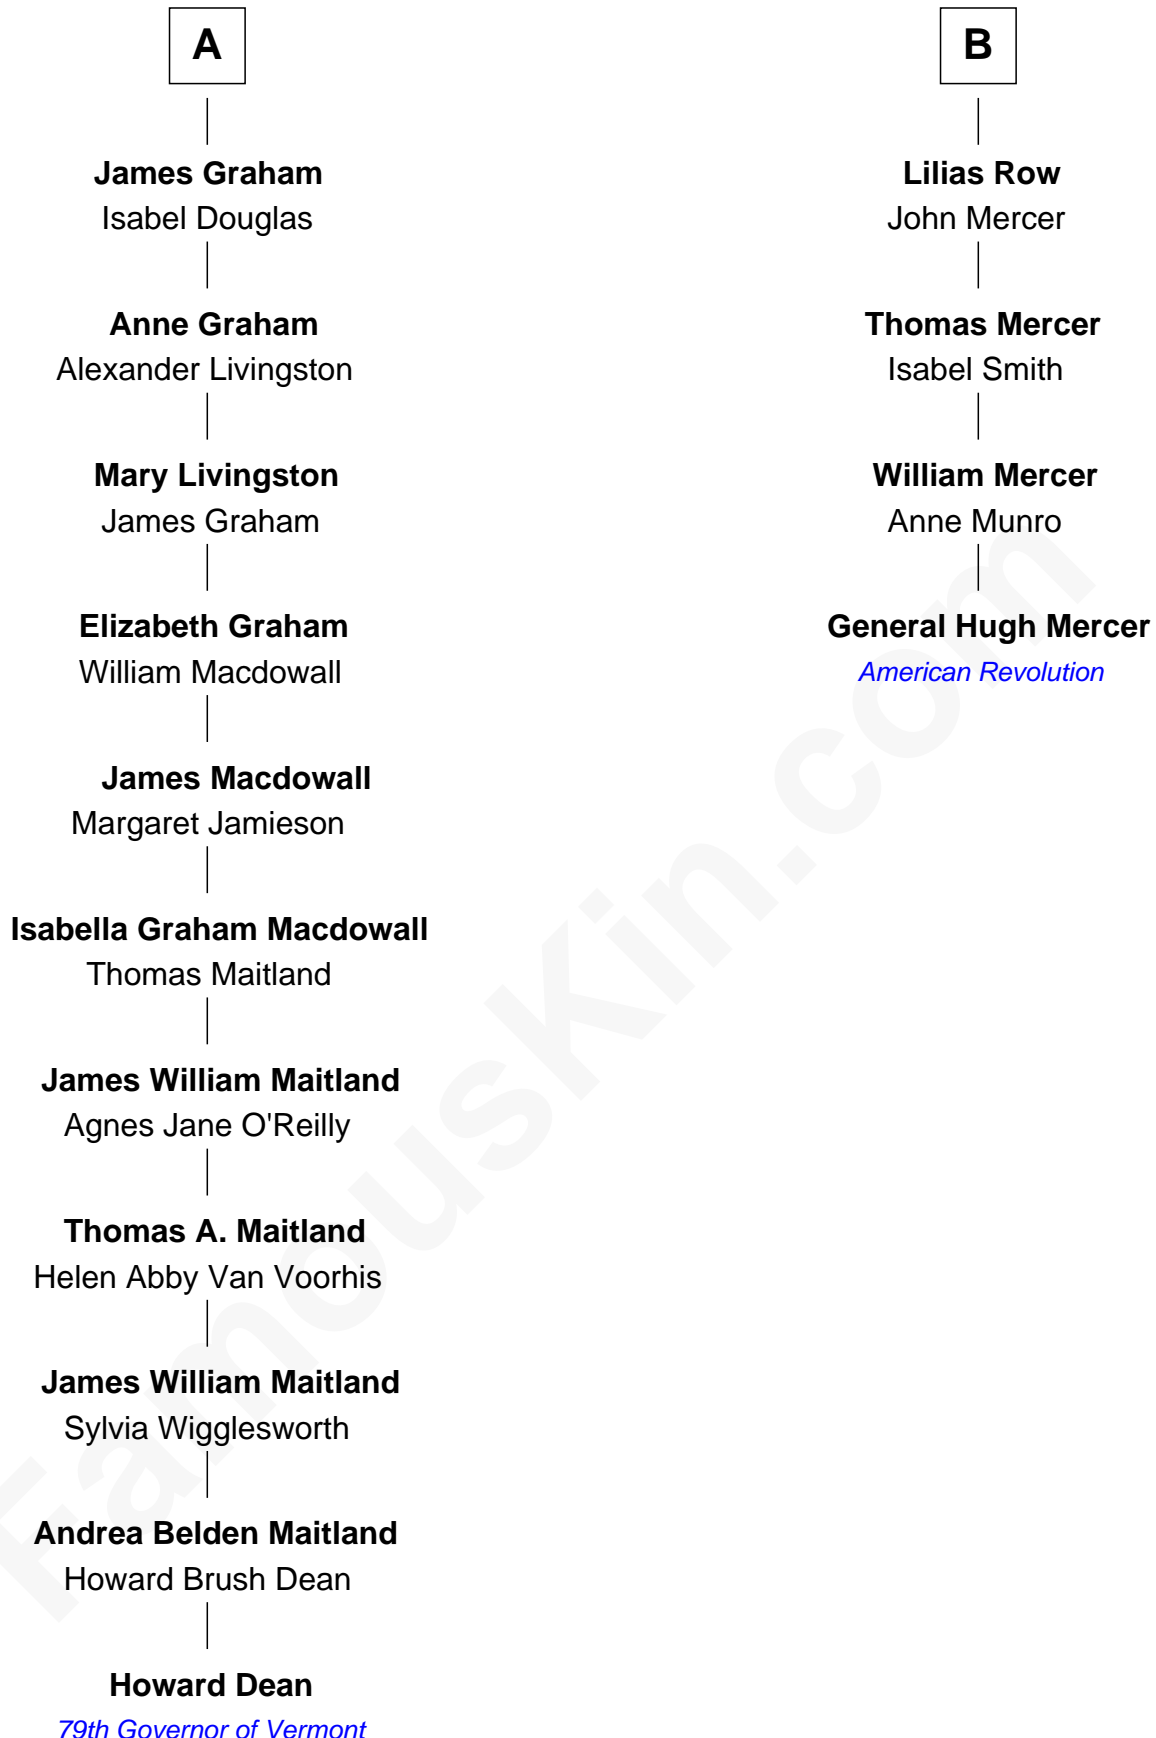 A
James Graham
Isabel Douglas
Anne Graham
Alexander Livingston
Mary Livingston
James Graham
Elizabeth Graham
William Macdowall
James Macdowall
Margaret Jamieson
Isabella Graham Macdowall
Thomas Maitland
James William Maitland
Agnes Jane O'Reilly
Thomas A. Maitland
Helen Abby Van Voorhis
James William Maitland
Sylvia Wigglesworth
Andrea Belden Maitland
Howard Brush Dean
Howard Dean
79th Governor of Vermont
B
Lilias Row
John Mercer
Thomas Mercer
Isabel Smith
William Mercer
Anne Munro
General Hugh Mercer
American Revolution
FamousKin.com